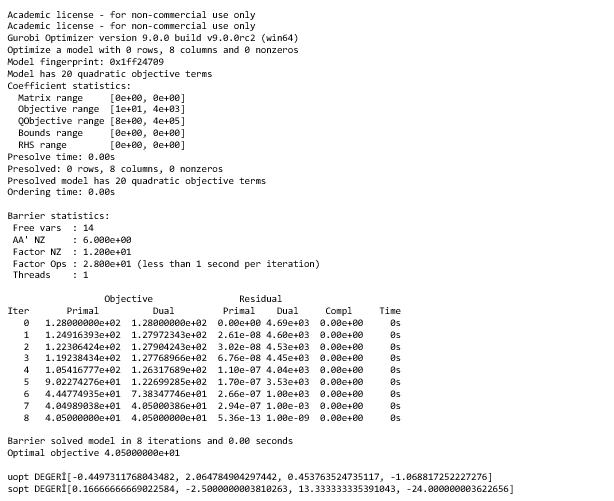 Academic license - for non-commercial use only
Academic license - for non-commercial use only
Gurobi Optimizer version 9.0.0 build v9.0.0rc2 (win64)
Optimize a model with 0 rows, 8 columns and 0 nonzeros
Model fingerprint: 0x1ff24709
Model has 20 quadratic objective terms
Coefficient statistics:
  Matrix range     [0e+00, 0e+00]
  Objective range  [1e+01, 4e+03]
  QObjective range [8e+00, 4e+05]
  Bounds range     [0e+00, 0e+00]
  RHS range        [0e+00, 0e+00]
Presolve time: 0.00s
Presolved: 0 rows, 8 columns, 0 nonzeros
Presolved model has 20 quadratic objective terms
Ordering time: 0.00s
Barrier statistics:
 Free vars  : 14
 AA' NZ     : 6.000e+00
 Factor NZ  : 1.200e+01
 Factor Ops : 2.800e+01 (less than 1 second per iteration)
 Threads    : 1
                  Objective                Residual
Iter       Primal          Dual         Primal    Dual     Compl     Time
   0   1.28000000e+02  1.28000000e+02  0.00e+00 4.69e+03  0.00e+00     0s
   1   1.24916393e+02  1.27972343e+02  2.61e-08 4.60e+03  0.00e+00     0s
   2   1.22306424e+02  1.27904243e+02  3.02e-08 4.53e+03  0.00e+00     0s
   3   1.19238434e+02  1.27768966e+02  6.76e-08 4.45e+03  0.00e+00     0s
   4   1.05416777e+02  1.26317689e+02  1.10e-07 4.04e+03  0.00e+00     0s
   5   9.02274276e+01  1.22699285e+02  1.70e-07 3.53e+03  0.00e+00     0s
   6   4.44774935e+01  7.38347746e+01  2.66e-07 1.00e+03  0.00e+00     0s
   7   4.04989038e+01  4.05000386e+01  2.94e-07 1.00e-03  0.00e+00     0s
   8   4.05000000e+01  4.05000000e+01  5.36e-13 1.00e-09  0.00e+00     0s
Barrier solved model in 8 iterations and 0.00 seconds
Optimal objective 4.05000000e+01
uopt DEGERİ[-0.4497311768043482, 2.064784904297442, 0.453763524735117, -1.068817252227276]
sopt DEGERİ[0.16666666669022584, -2.5000000003810263, 13.333333335391043, -24.000000003622656]